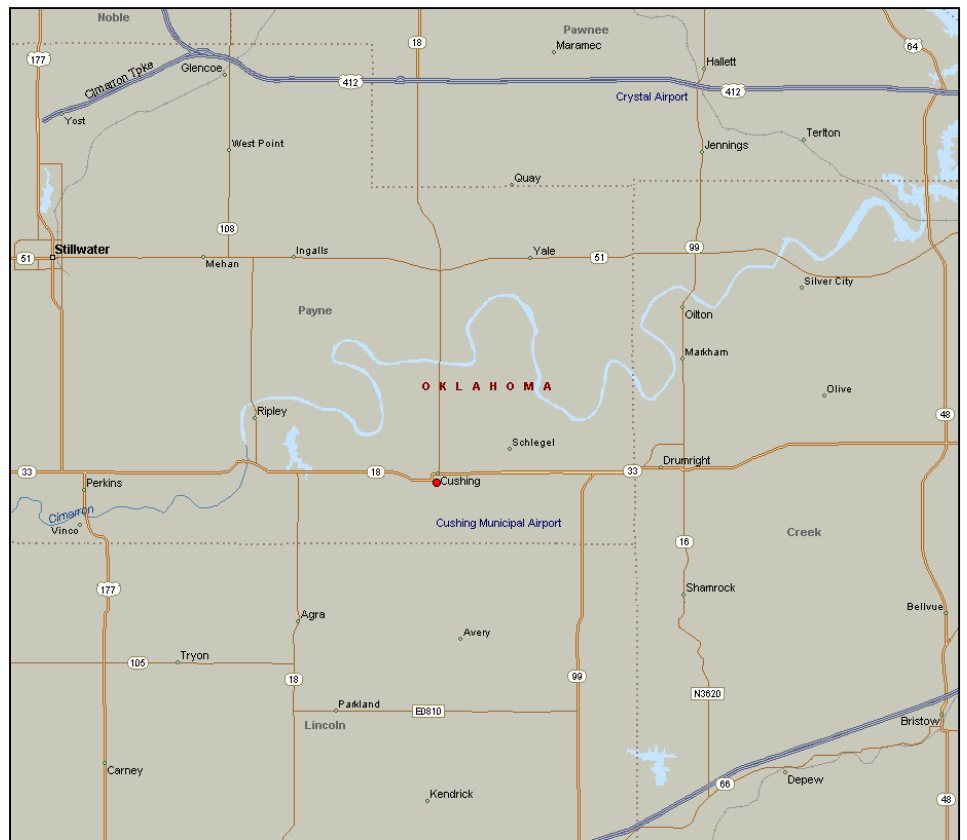 Noble
Pawnee
Maramec
18
177
64
Glencoe
Hallett
Cimarron Tpke
412
412
Crystal Airport
Yost
Terlton
West Point
Jennings
Quay
108
99
Stillwater
Ingalls
Yale
51
51
Mehan
Silver City
Payne
Oilton
Markham
OKLAHOMA
Olive
Ripley
48
Schlegel
Drumright
33
18
33
Perkins
Cushing
Cimarron
Vinco
Cushing Municipal Airport
Creek
16
177
Shamrock
Bellvue
Agra
Avery
105
Tryon
18
99
N3620
Parkland
E0810
Bristow
Lincoln
Carney
Depew
66
Kendrick
48